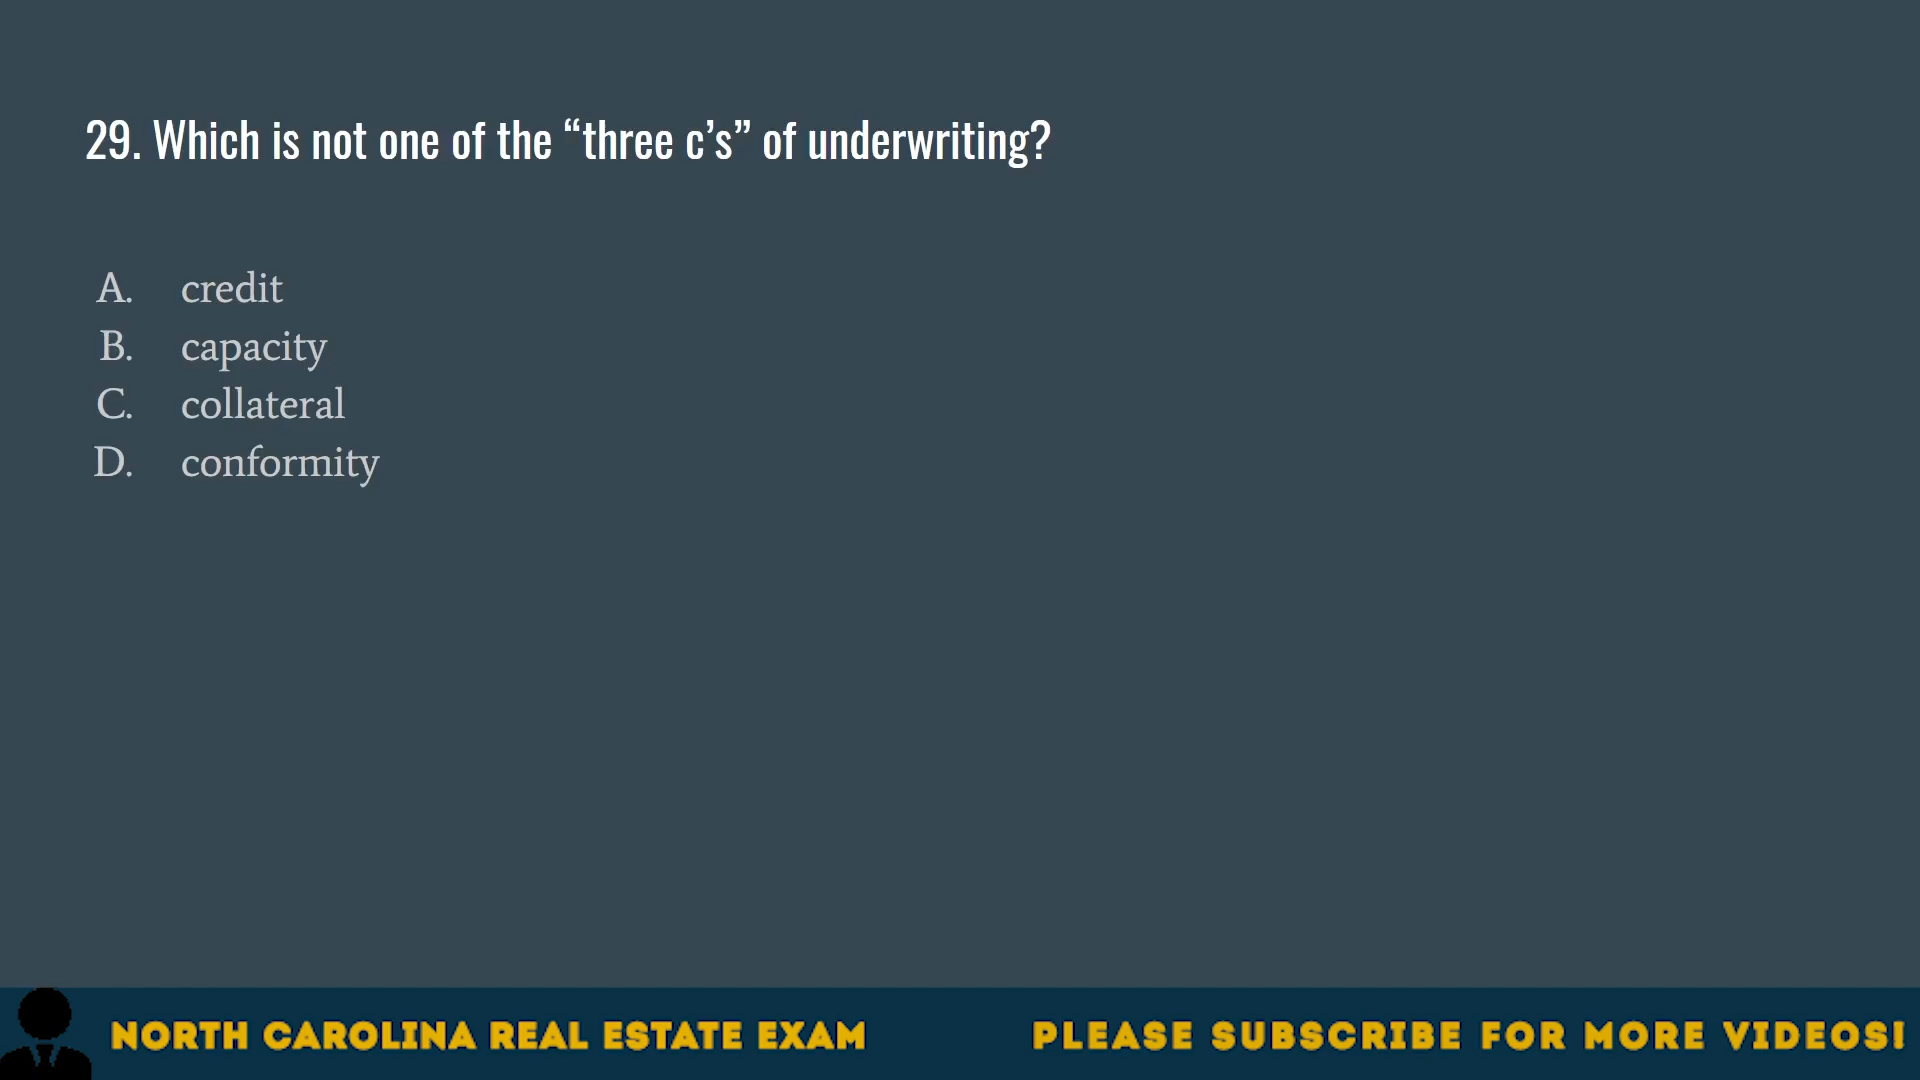 29. Which is not one of the “three c’s” of underwriting?
A. credit
B. capacity
C. collateral
D. conformity
NORTH CAROLINA REAL ESTATE EXAM
PLEASE SUBSCRIBE FOR MORE VIDEOS!